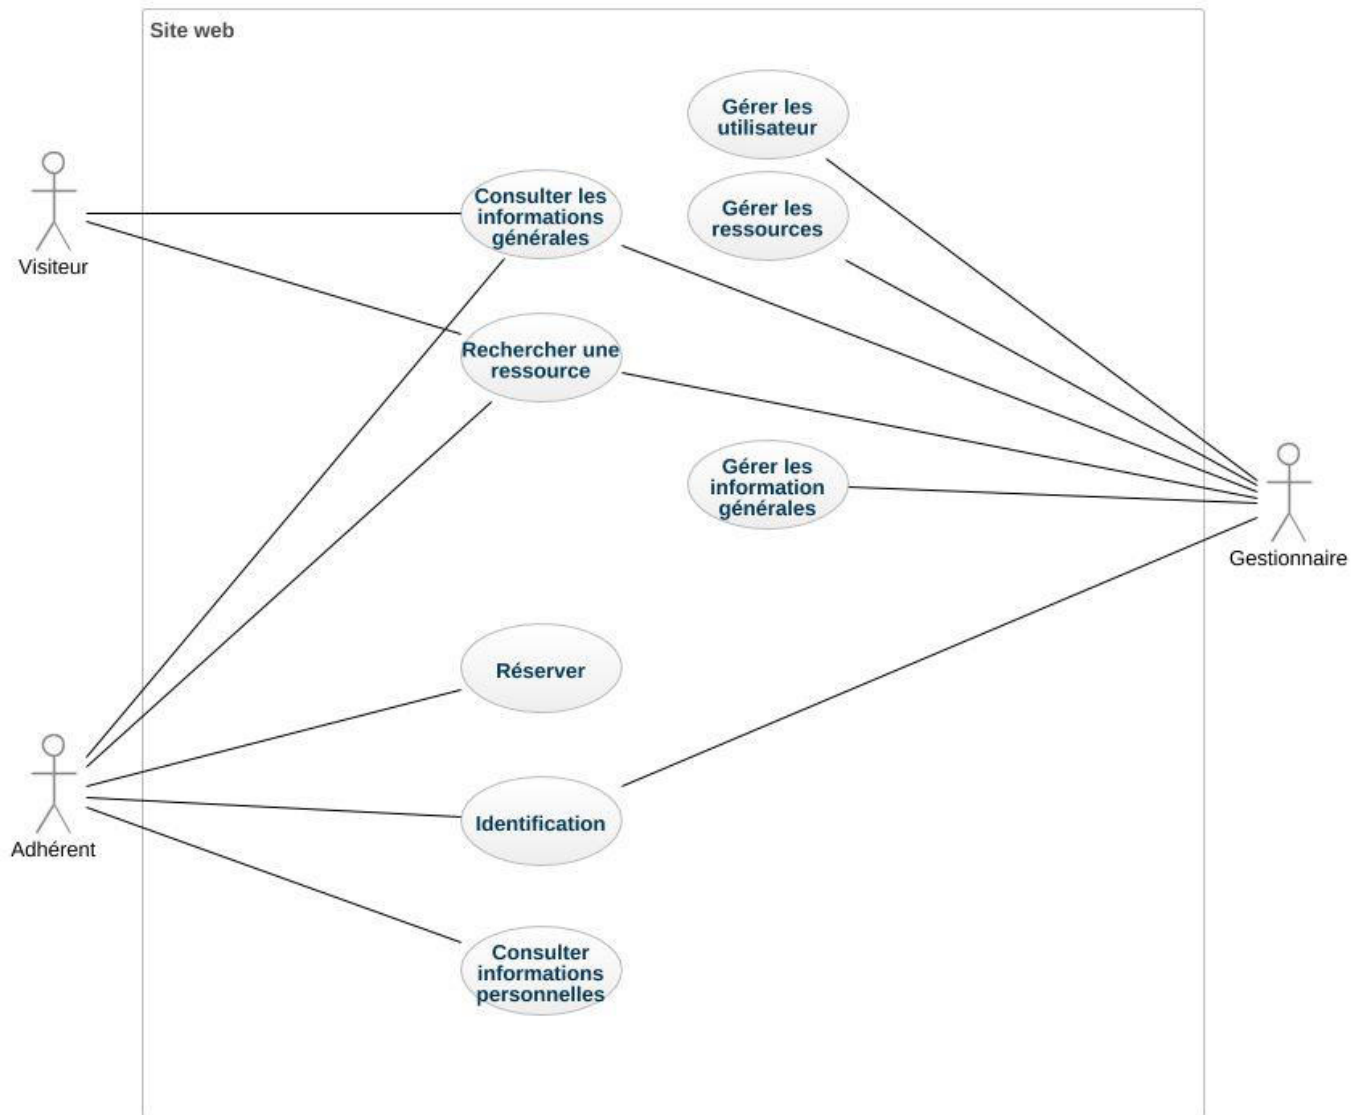 Site web
Gérer les
utilisateur
Consulter les
informations
générales
Gérer les
ressources
Visiteur
Rechercher une
ressource
Gérer les
information
générales
Gestionnaire
Réserver
Identification
Adhérent
Consulter
informations
personnelles